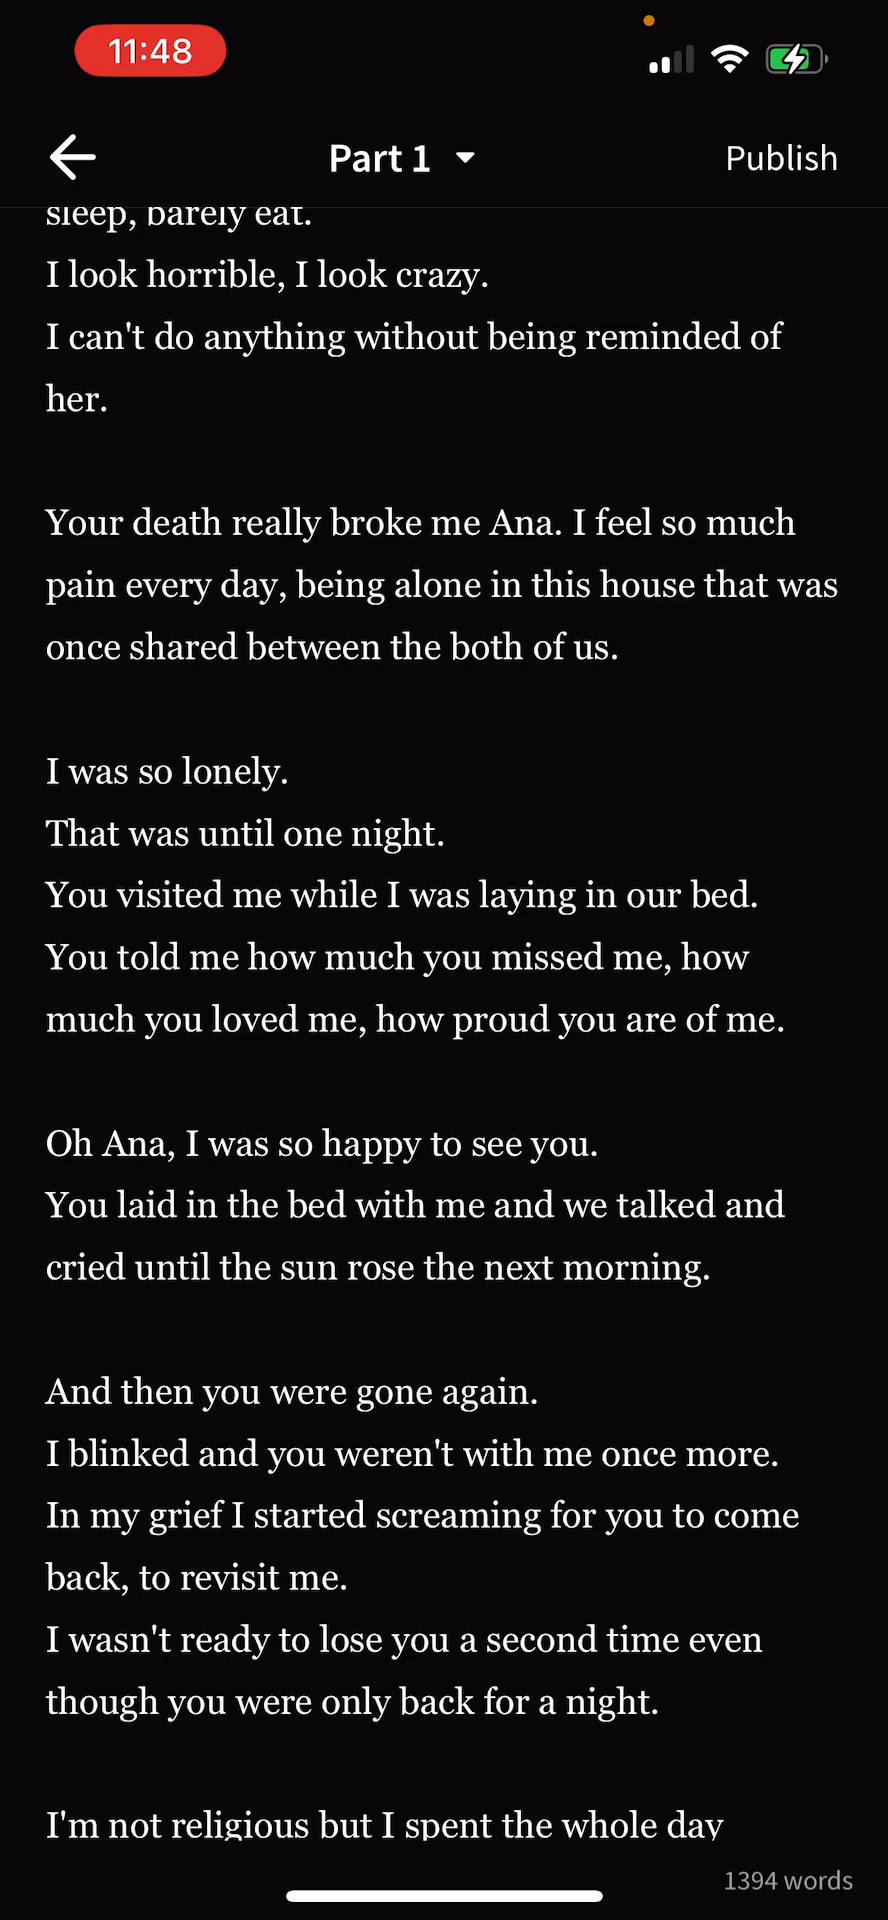 11:48
Part 1
Publish
sleep, barely eat.
I look horrible, I look crazy.
I can't do anything without being reminded of
her.
Your death really broke me Ana. I feel so much
pain every day, being alone in this house that was
once shared between the both of us.
I was so lonely.
That was until one night.
You visited me while I was laying in our bed.
You told me how much you missed me, how
much you loved me, how proud you are of me.
Oh Ana, I was so happy to see you.
You laid in the bed with me and we talked and
cried until the sun rose the next morning.
And then you were gone again.
I blinked and you weren't with me once more.
In my grief I started screaming for you to come
back, to revisit me.
I wasn't ready to lose you a second time even
though you were only back for a night.
I'm not religious but I spent the whole day
1394 words